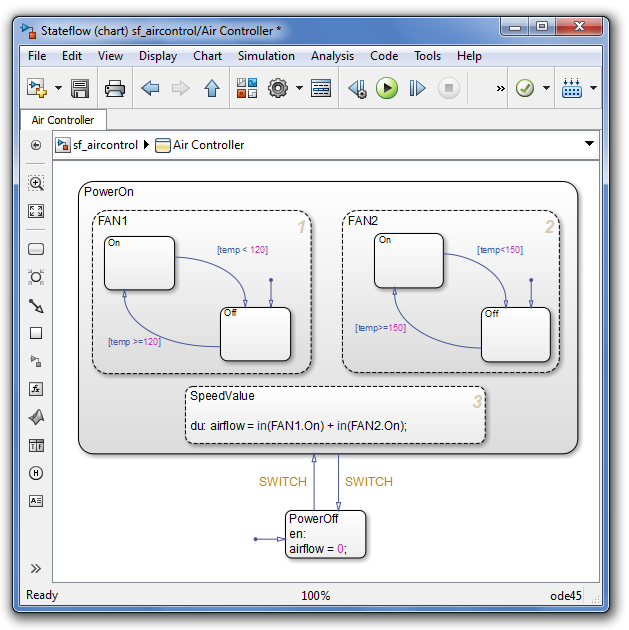 Stateflow (chart) sf_aircontrol/Air Controller *
File Edit View Display Chart Simulation Analysis Code Tools Help
»
Air Controller
sf_aircontrol Air Controller
PowerOn
FAN1 1
On
[temp < 120]
Off
[temp >=120]
FAN2 2
On
[temp<150]
Off
[temp>=150]
SpeedValue 3
du: airflow = in(FAN1.On) + in(FAN2.On);
SWITCH SWITCH
PowerOff
en:
airflow = 0;
fx
TF
H
A
»
Ready 100% ode45